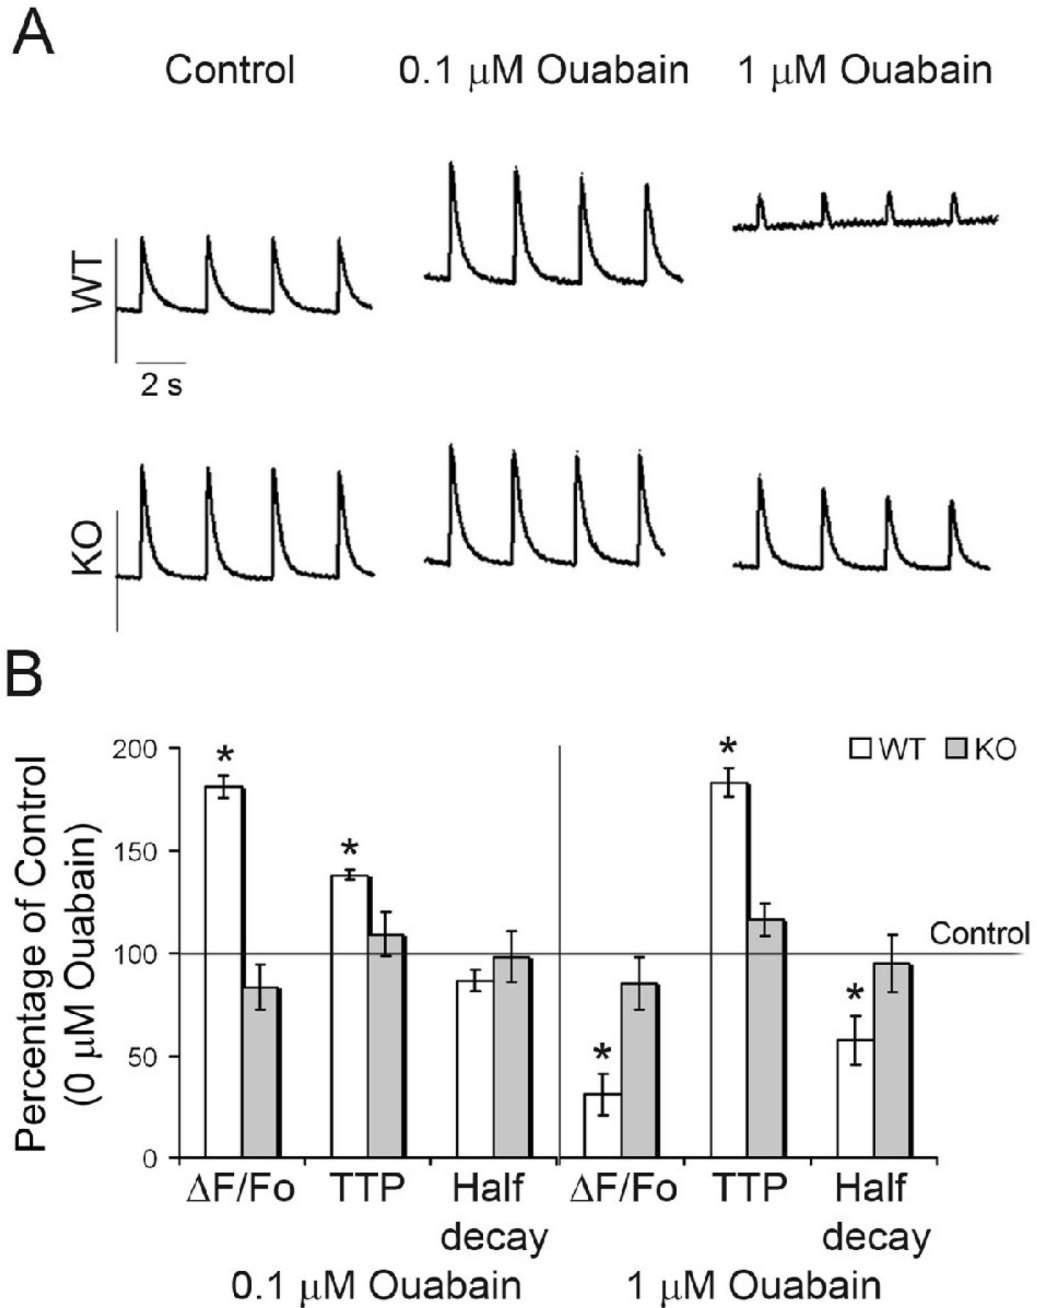 A
Control
0.1 μM Ouabain
1 μM Ouabain
WT
2 s
KO
B
Percentage of Control
(0 μM Ouabain)
200
150
100
50
0
*
*
*
*
*
WT
KO
Control
ΔF/Fo
TTP
Half
decay
ΔF/Fo
TTP
Half
decay
0.1 μM Ouabain
1 μM Ouabain